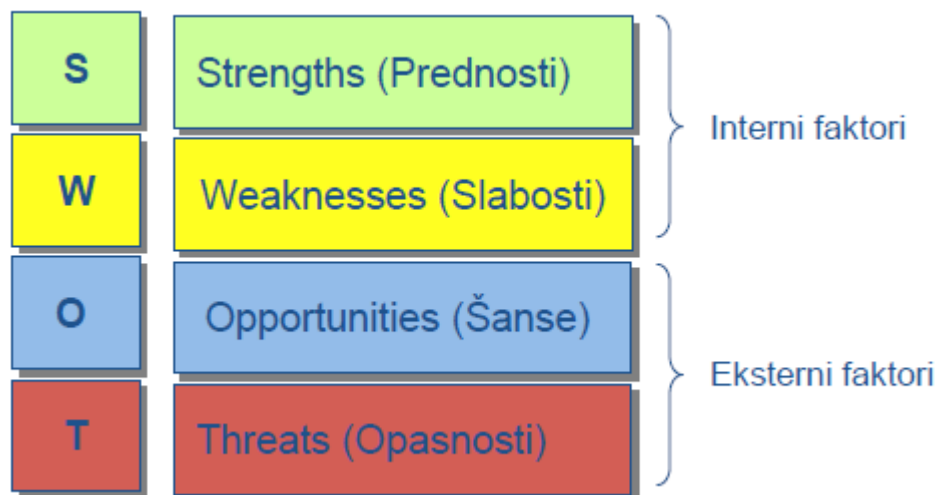 S
Strengths (Prednosti)
Interni faktori
W
Weaknesses (Slabosti)
O
Opportunities (Šanse)
Eksterni faktori
T
Threats (Opasnosti)